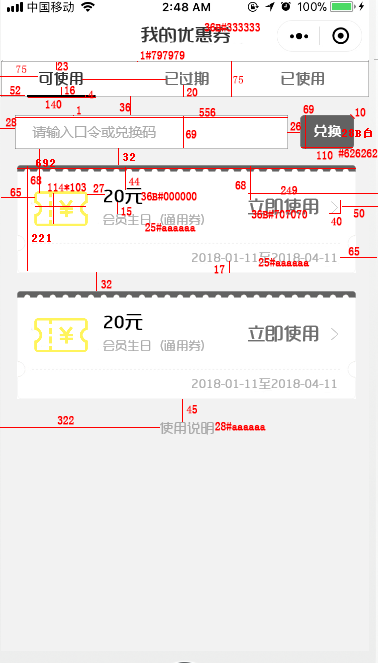 中国移动 2:48 AM 100%
我的优惠券 36B#333333
1#797979
75 23
可使用 已过期 已使用
75
52 16 4 20
140 36
1 556 69 10
28 请输入口令或兑换码 26 兑换 28B白
69
110 #626262
692 32
68 44 68
65 114*103 27 20元 36B#000000 249
立即使用
15 会员生日（通用券） 36B#707070 50
25#aaaaaa 40
221
65
2018-01-11至2018-04-11
17 25#aaaaaa
32
20元
立即使用
会员生日（通用券）
2018-01-11至2018-04-11
45
322
使用说明 28#aaaaaa